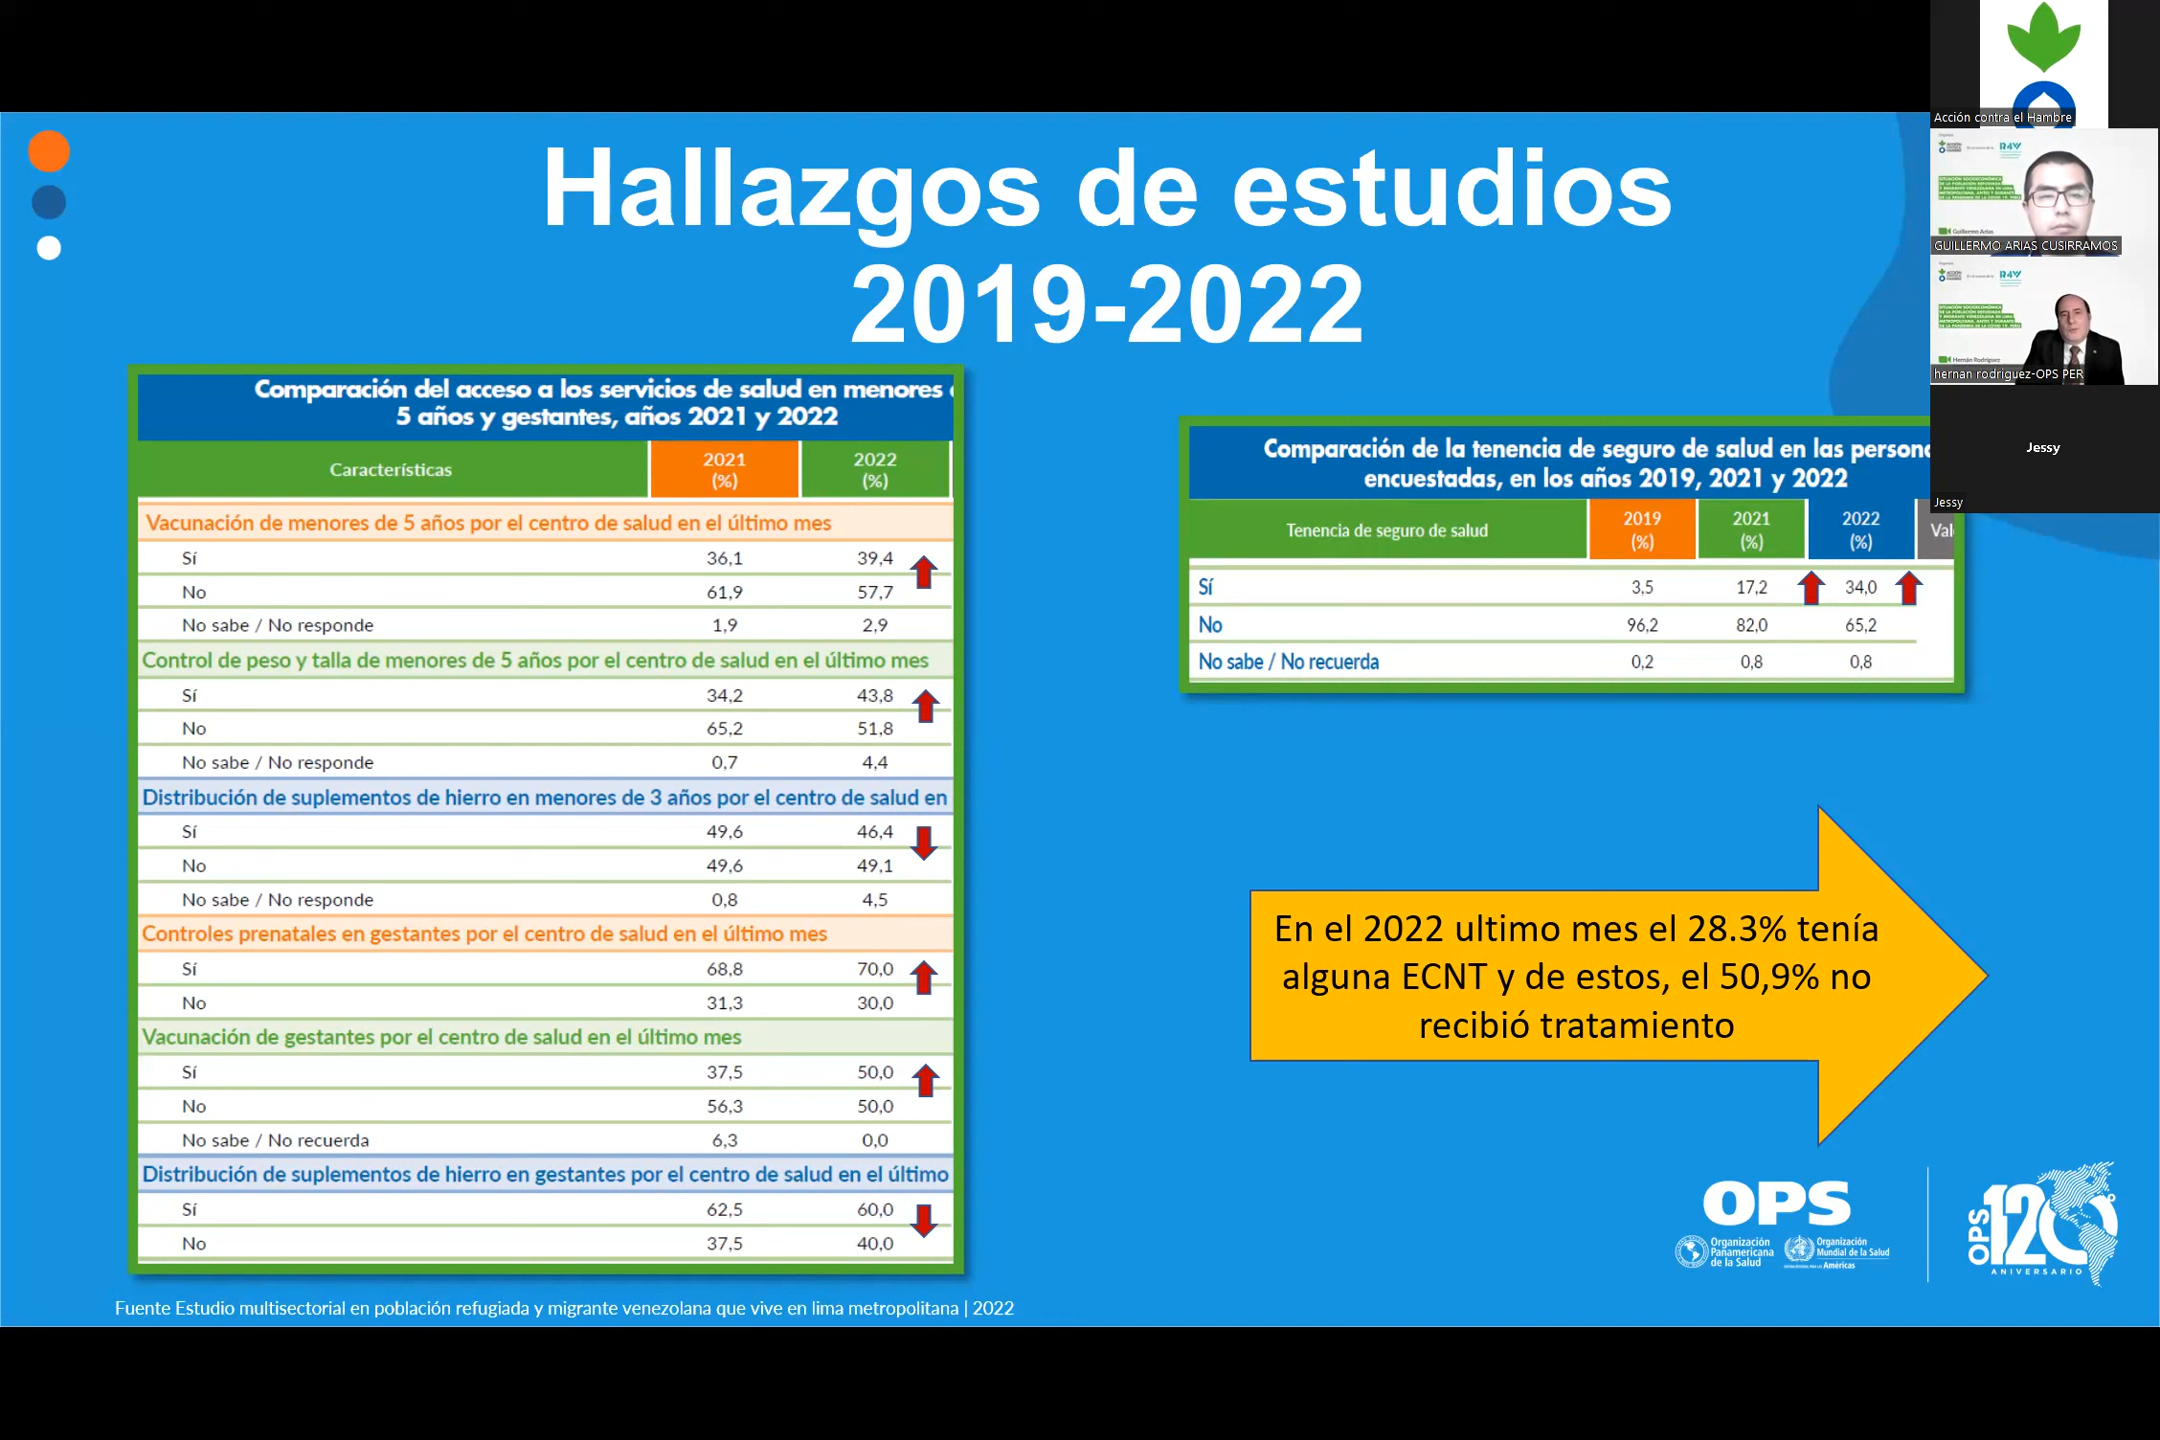 Hallazgos de estudios
2019-2022
Comparación del acceso a los servicios de salud en menores
5 años y gestantes, años 2021 y 2022
Características 2021 (%) 2022 (%)
Vacunación de menores de 5 años por el centro de salud en el último mes
Sí 36,1 39,4
No 61,9 57,7
No sabe / No responde 1,9 2,9
Control de peso y talla de menores de 5 años por el centro de salud en el último mes
Sí 34,2 43,8
No 65,2 51,8
No sabe / No responde 0,7 4,4
Distribución de suplementos de hierro en menores de 3 años por el centro de salud en
Sí 49,6 46,4
No 49,6 49,1
No sabe / No responde 0,8 4,5
Controles prenatales en gestantes por el centro de salud en el último mes
Sí 68,8 70,0
No 31,3 30,0
Vacunación de gestantes por el centro de salud en el último mes
Sí 37,5 50,0
No 56,3 50,0
No sabe / No recuerda 6,3 0,0
Distribución de suplementos de hierro en gestantes por el centro de salud en el último
Sí 62,5 60,0
No 37,5 40,0
Fuente Estudio multisectorial en población refugiada y migrante venezolana que vive en lima metropolitana | 2022
Comparación de la tenencia de seguro de salud en las person
encuestadas, en los años 2019, 2021 y 2022
Tenencia de seguro de salud 2019 (%) 2021 (%) 2022 (%) Val
Sí 3,5 17,2 34,0
No 96,2 82,0 65,2
No sabe / No recuerda 0,2 0,8 0,8
En el 2022 ultimo mes el 28.3% tenía
alguna ECNT y de estos, el 50,9% no
recibió tratamiento
OPS
Organización
Panamericana
de la Salud
Organización
Mundial de la Salud
Américas
OPS 120
ANIVERSARIO
Acción contra el Hambre
R4V
Guillermo Arias
GUILLERMO ARIAS CUSIRRAMOS
R4V
Hernán Rodríguez
hernan rodriguez-OPS PER
Jessy
Jessy